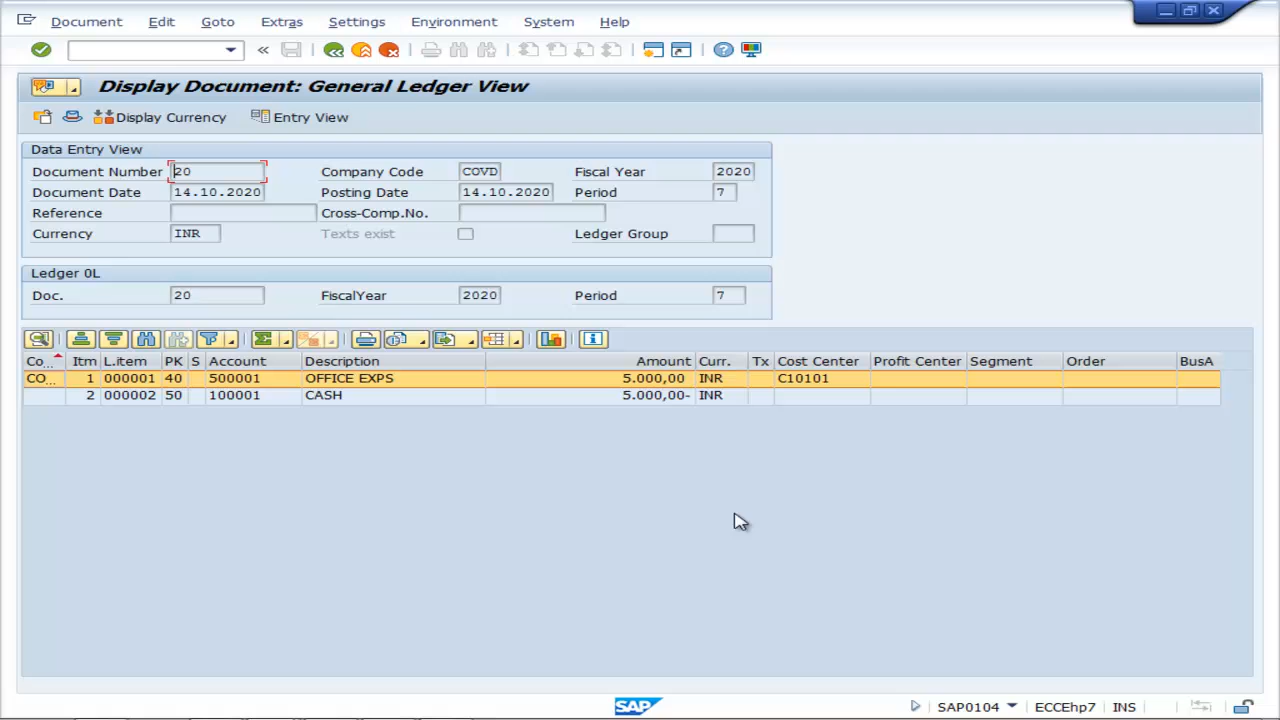 Document Edit Goto Extras Settings Environment System Help
Display Document: General Ledger View
Display Currency Entry View
Data Entry View
Document Number 20 Company Code COVD Fiscal Year 2020
Document Date 14.10.2020 Posting Date 14.10.2020 Period 7
Reference Cross-Comp.No.
Currency INR Texts exist Ledger Group
Ledger 0L
Doc. 20 FiscalYear 2020 Period 7
Co... Itm L.item PK S Account Description Amount Curr. Tx Cost Center Profit Center Segment Order BusA
CO... 1 000001 40 500001 OFFICE EXPS 5.000,00 INR C10101
2 000002 50 100001 CASH 5.000,00- INR
SAP SAP0104 ECCEhp7 INS